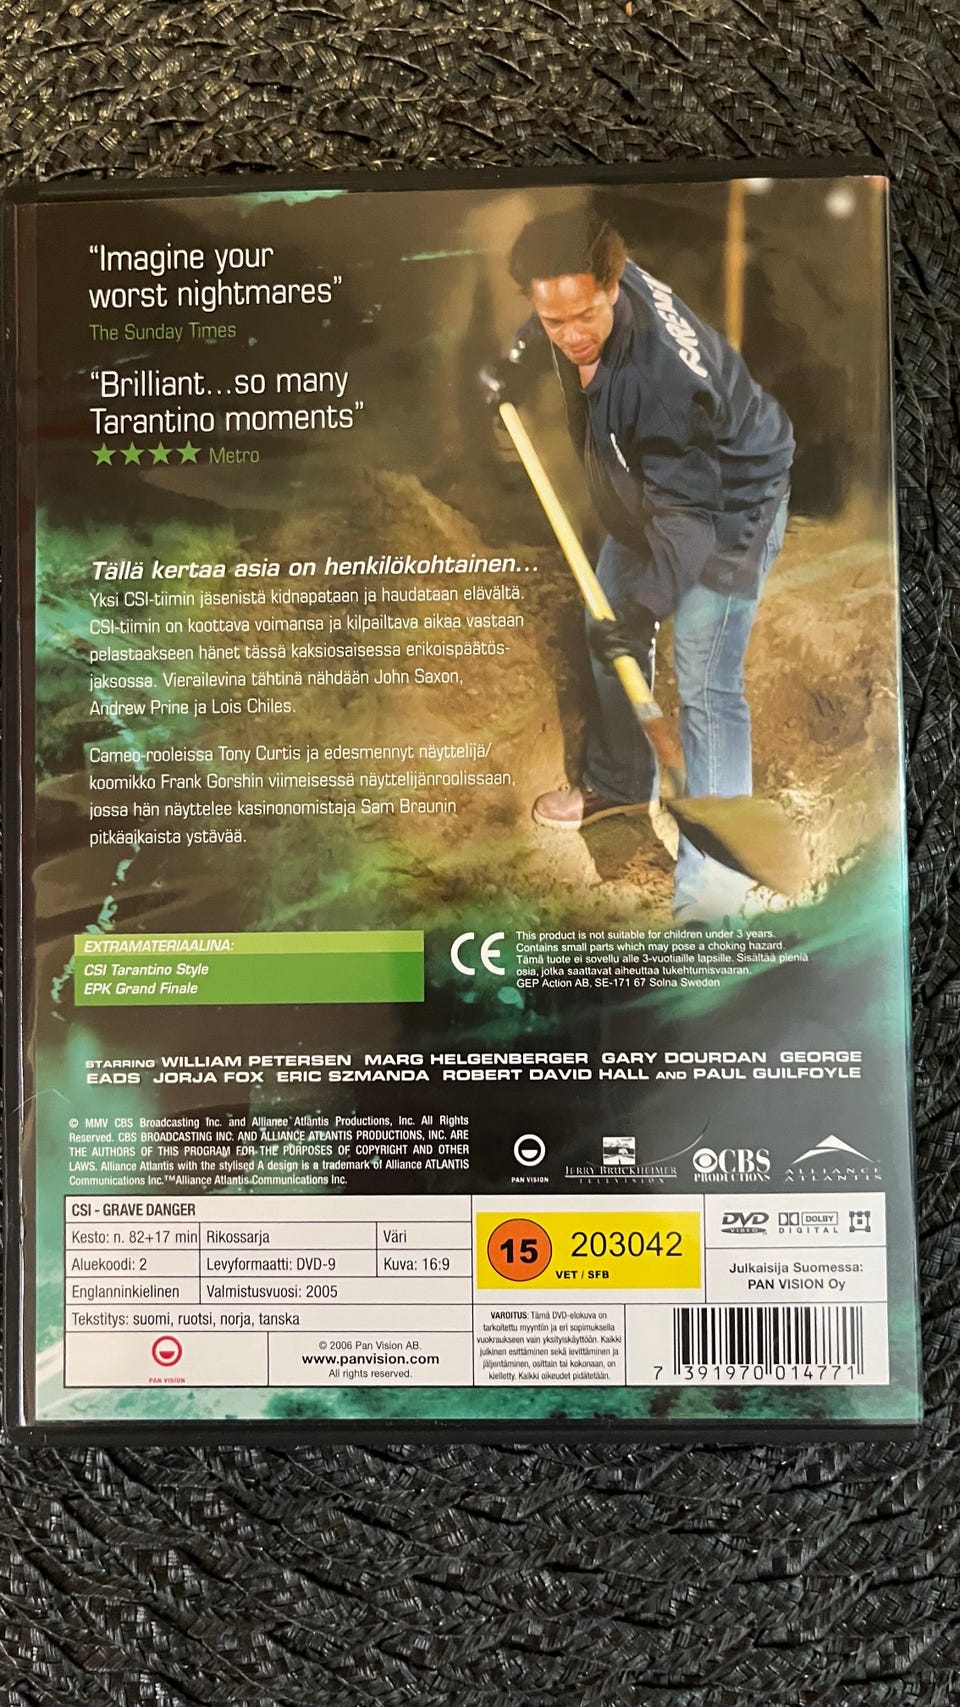 “Imagine your
worst nightmares”
The Sunday Times
“Brilliant...so many
Tarantino moments”
Metro
FORENSIC
Tällä kertaa asia on henkilökohtainen...
Yksi CSI-tiimin jäsenistä kidnapataan ja haudataan elävältä.
CSI-tiimin on koottava voimansa ja kilpailtava aikaa vastaan
pelastaakseen hänet tässä kaksiosaisessa erikoispäätös-
jaksossa. Vierailevina tähtinä nähdään John Saxon,
Andrew Prine ja Lois Chiles.
Cameo-rooleissa Tony Curtis ja edesmennyt näyttelijä/
koomikko Frank Gorshin viimeisessä näyttelijänroolissaan,
jossa hän näyttelee kasinonomistaja Sam Braunin
pitkäaikaista ystävää.
EXTRAMATERIAALINA:
CSI Tarantino Style
EPK Grand Finale
CE
This product is not suitable for children under 3 years.
Contains small parts which may pose a choking hazard.
Tämä tuote ei sovellu alle 3-vuotiaille lapsille. Sisältää pieniä
osia, jotka saattavat aiheuttaa tukehtumisvaaran.
GEP Action AB, SE-171 67 Solna Sweden
STARRING WILLIAM PETERSEN MARG HELGENBERGER GARY DOURDAN GEORGE
EADS JORJA FOX ERIC SZMANDA ROBERT DAVID HALL AND PAUL GUILFOYLE
© MMV CBS Broadcasting Inc. and Alliance Atlantis Productions, Inc. All Rights
Reserved. CBS BROADCASTING INC. AND ALLIANCE ATLANTIS PRODUCTIONS, INC. ARE
THE AUTHORS OF THIS PROGRAM FOR THE PURPOSES OF COPYRIGHT AND OTHER
LAWS. Alliance Atlantis with the stylised A design is a trademark of Alliance ATLANTIS
Communications Inc.™Alliance Atlantis Communications Inc.
PAN VISION
JERRY BRUCKHEIMER
TELEVISION
CBS
PRODUCTIONS
ALLIANCE
ATLANTIS
CSI - GRAVE DANGER
Kesto: n. 82+17 min Rikossarja Väri
Aluekoodi: 2 Levyformaatti: DVD-9 Kuva: 16:9
Englanninkielinen Valmistusvuosi: 2005
Tekstitys: suomi, ruotsi, norja, tanska
PAN VISION
© 2006 Pan Vision AB.
www.panvision.com
All rights reserved.
15 203042
VET / SFB
VAROITUS: Tämä DVD-elokuva on
tarkoitettu myyntiin ja eri sopimuksella
vuokraukseen vain yksityiskäyttöön. Kaikki
julkinen esittäminen sekä levittäminen ja
jäljentäminen, osittain tai kokonaan, on
kielletty. Kaikki oikeudet pidätetään.
DVD VIDEO
DOLBY DIGITAL
Julkaisija Suomessa:
PAN VISION Oy
7 391970 014771